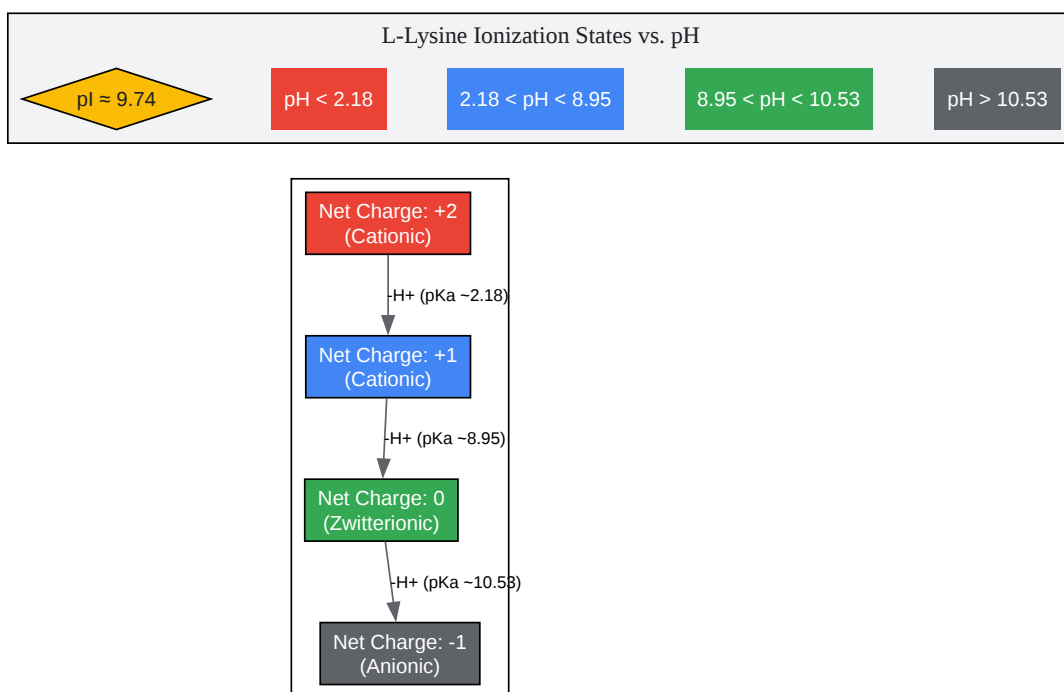 L-Lysine Ionization States vs. pH
pI ≈ 9.74
pH < 2.18
2.18 < pH < 8.95
8.95 < pH < 10.53
pH > 10.53
Net Charge: +2
(Cationic)
-H+ (pKa ~2.18)
Net Charge: +1
(Cationic)
-H+ (pKa ~8.95)
Net Charge: 0
(Zwitterionic)
-H+ (pKa ~10.53)
Net Charge: -1
(Anionic)